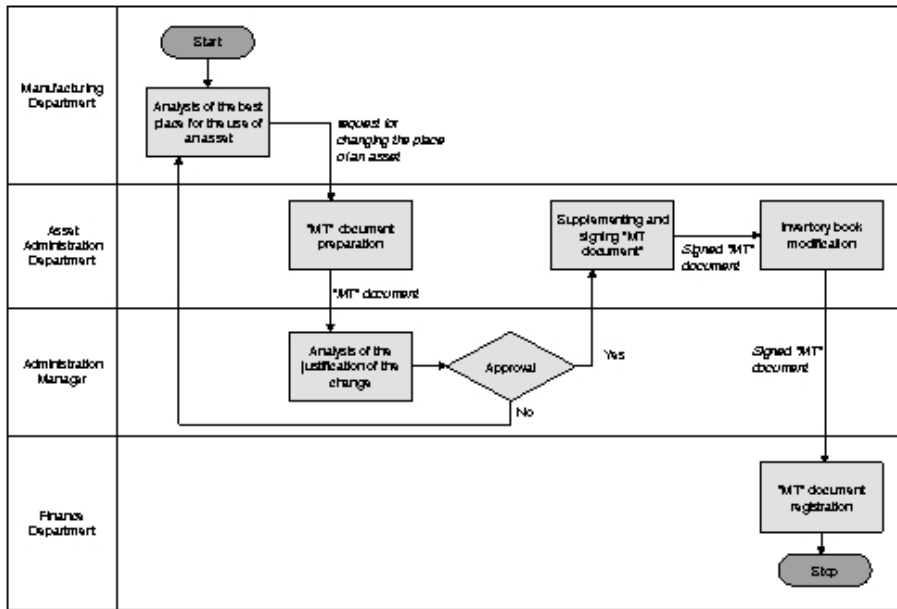 Start
Manufacturing
Department
Analysis of the best
place for the use of
an asset
request for
changing the place
of an asset
Asset
Administration
Department
"MT" document
preparation
Supplementing and
signing "MT
document"
Signed "MT"
document
Inventory book
modification
"MT" document
Administration
Manager
Analysis of the
justification of the
change
Approval
Yes
No
Signed "MT"
document
Finance
Department
"MT" document
registration
Stop